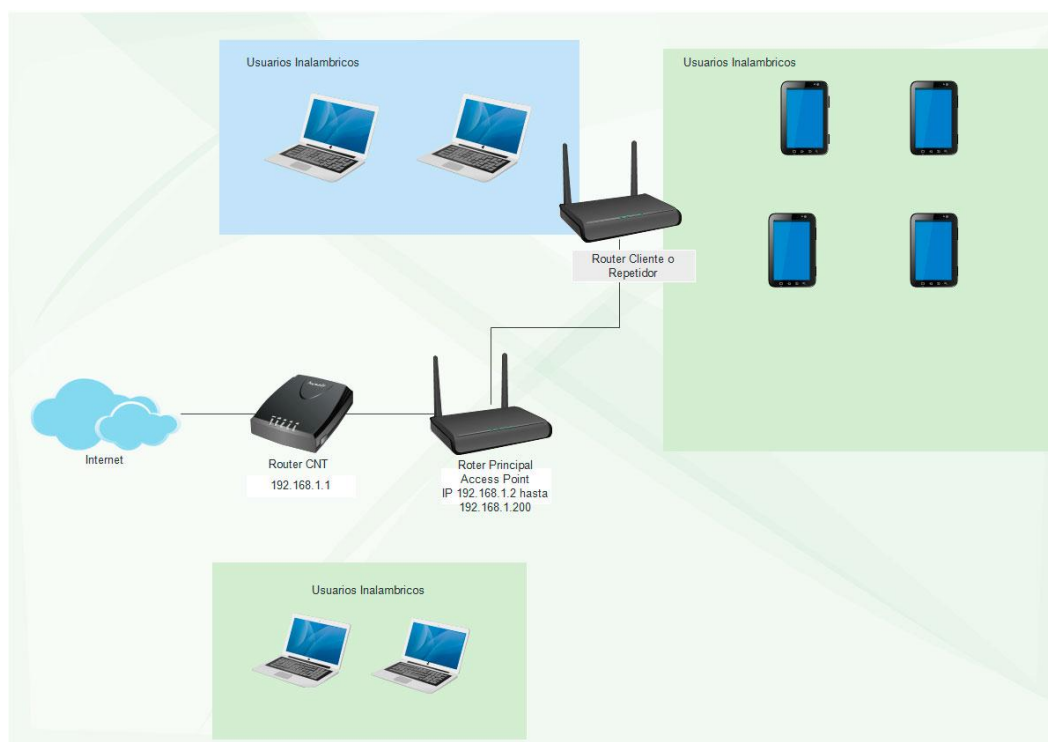 Usuarios Inalambricos
Usuarios Inalambricos
Router Cliente o
Repetidor
Internet
Router CNT
192.168.1.1
Roter Principal
Access Point
IP 192.168.1.2 hasta
192.168.1.200
Usuarios Inalambricos